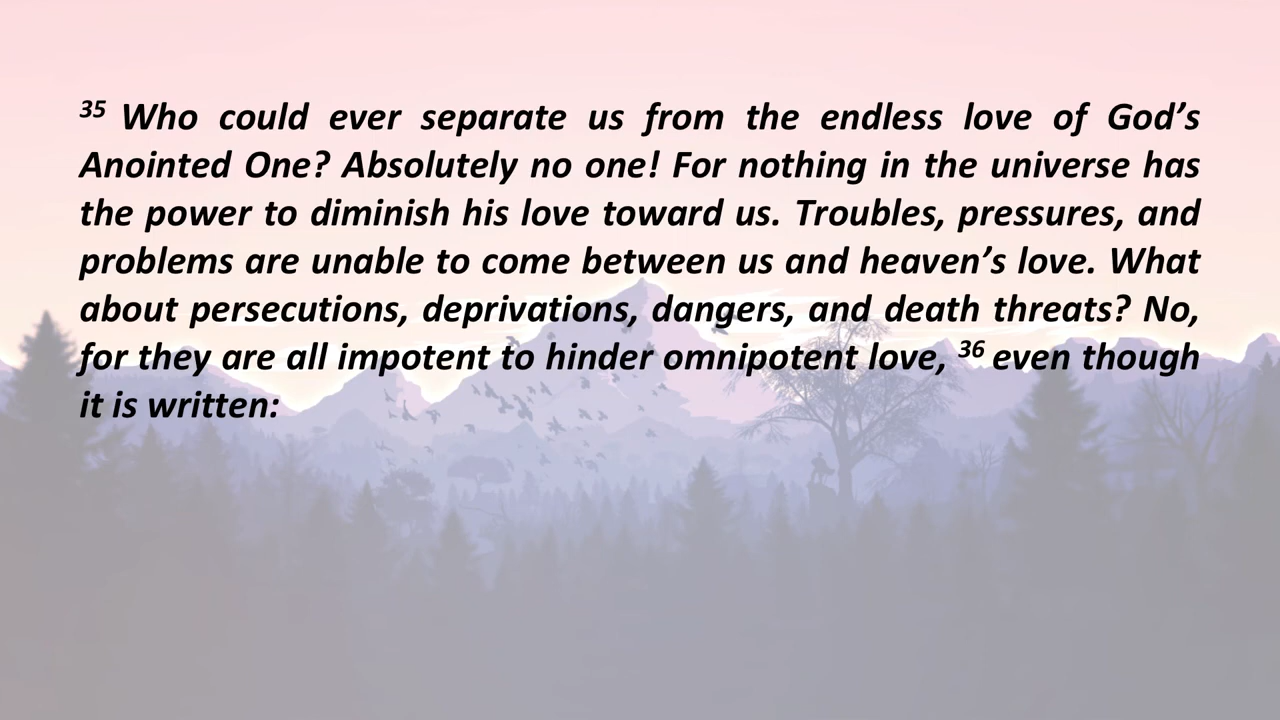 35 Who could ever separate us from the endless love of God’s
Anointed One? Absolutely no one! For nothing in the universe has
the power to diminish his love toward us. Troubles, pressures, and
problems are unable to come between us and heaven’s love. What
about persecutions, deprivations, dangers, and death threats? No,
for they are all impotent to hinder omnipotent love, 36 even though
it is written: